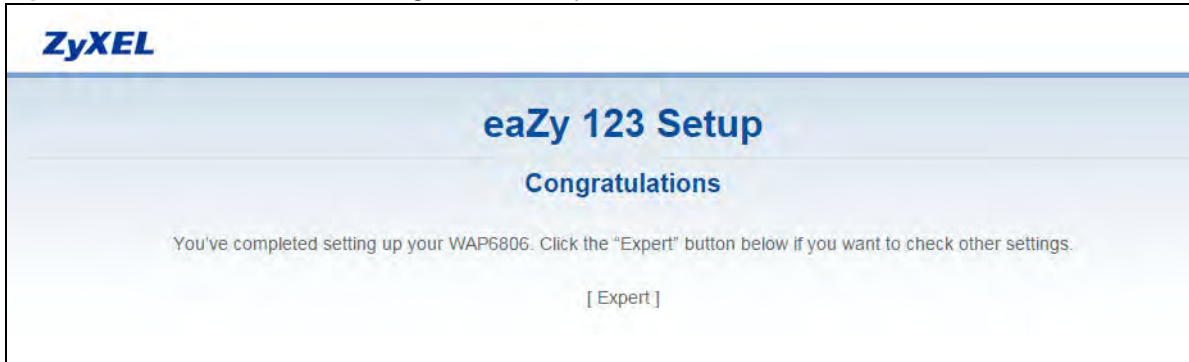 ZyXEL
eaZy 123 Setup
Congratulations
You've completed setting up your WAP6806. Click the “Expert” button below if you want to check other settings.
[ Expert ]